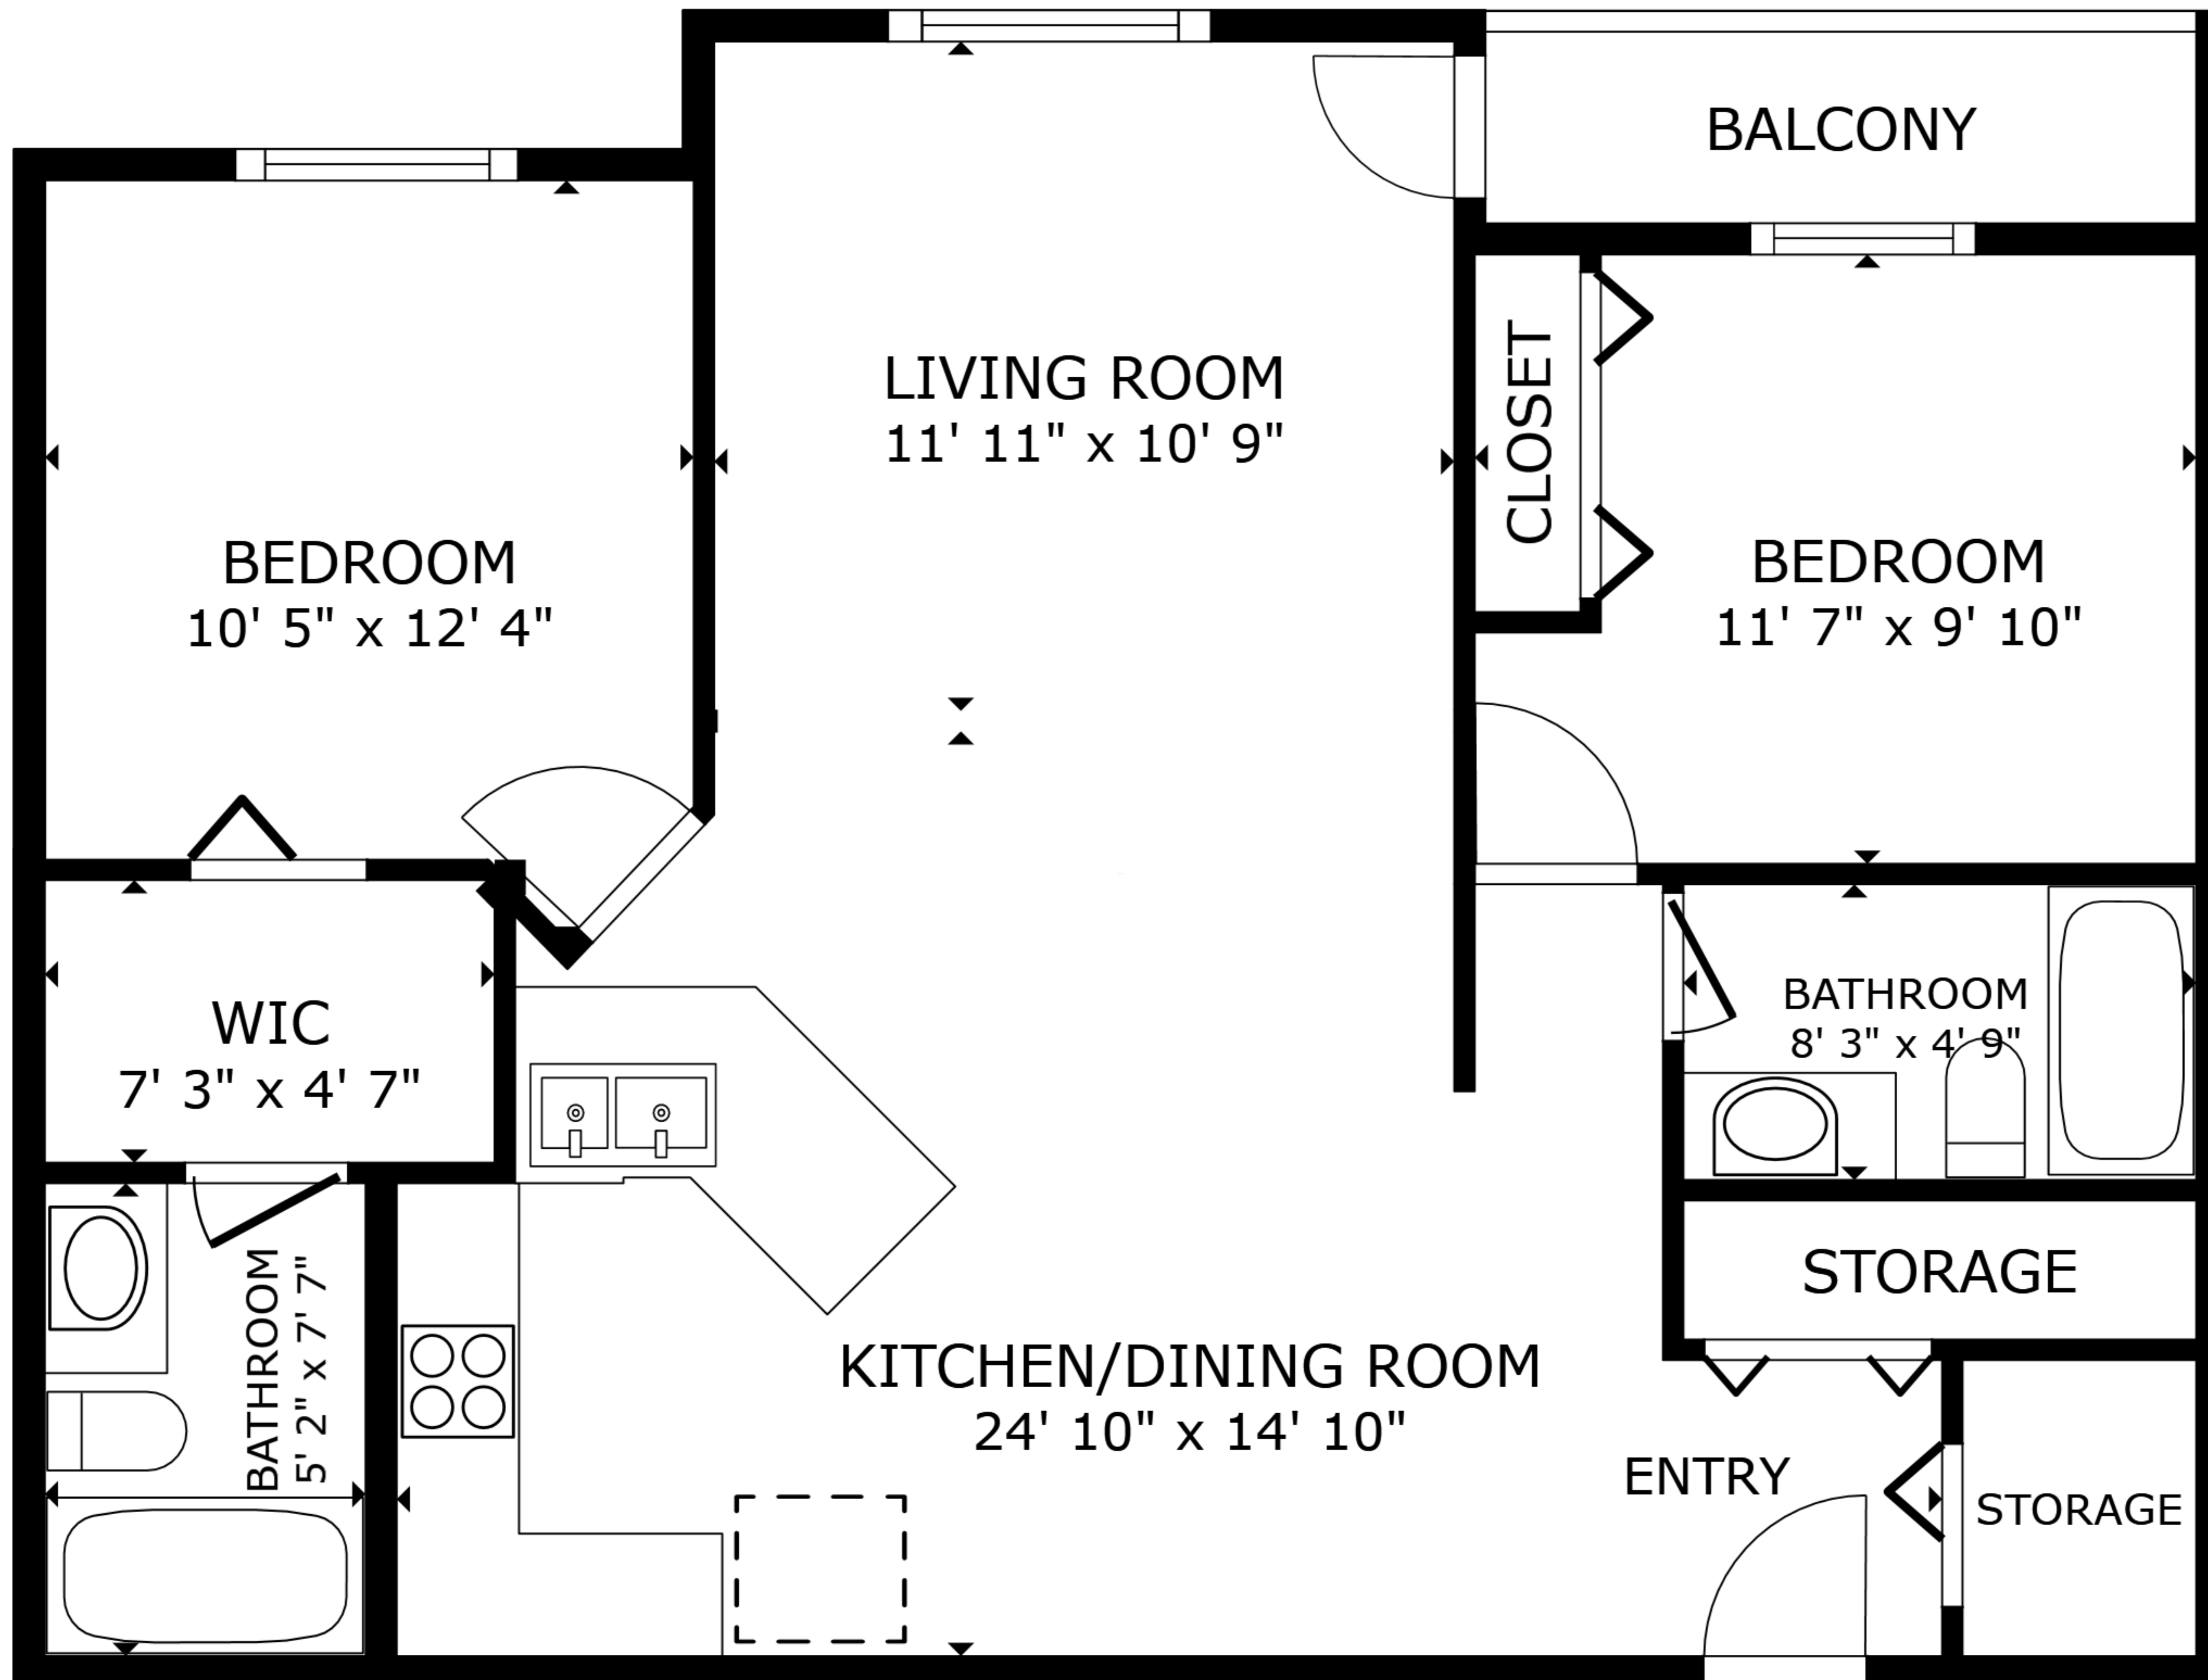 BALCONY
LIVING ROOM
11' 11" x 10' 9"
CLOSET
BEDROOM
10' 5" x 12' 4"
BEDROOM
11' 7" x 9' 10"
WIC
7' 3" x 4' 7"
BATHROOM
8' 3" x 4' 9"
BATHROOM
5' 2" x 7' 7"
STORAGE
KITCHEN/DINING ROOM
24' 10" x 14' 10"
ENTRY
STORAGE